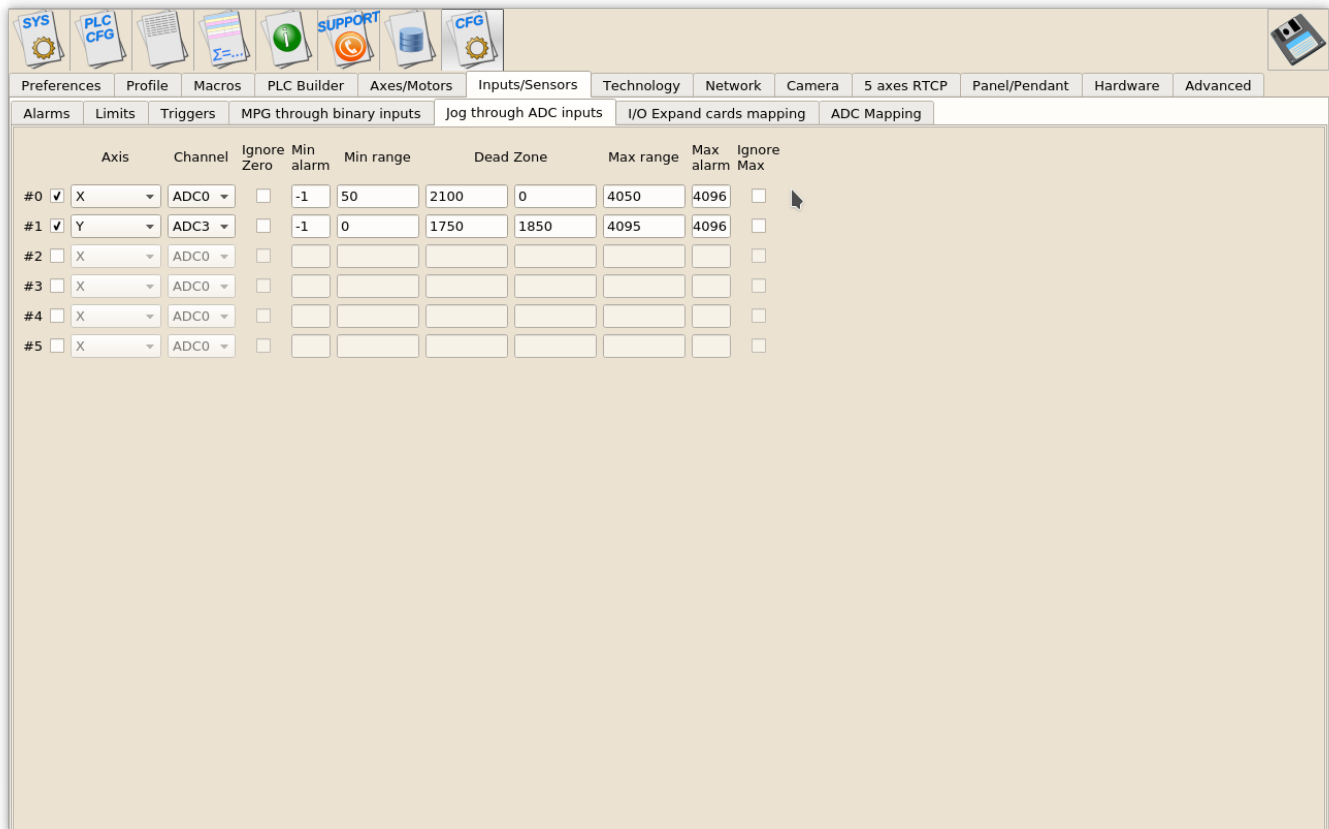 SYS PLC CFG Σ=... i SUPPORT CFG
Preferences Profile Macros PLC Builder Axes/Motors Inputs/Sensors Technology Network Camera 5 axes RTCP Panel/Pendant Hardware Advanced
Alarms Limits Triggers MPG through binary inputs Jog through ADC inputs I/O Expand cards mapping ADC Mapping
Axis Channel Ignore Zero Min alarm Min range Dead Zone Max range Max alarm Ignore Max
#0 X ADC0 -1 50 2100 0 4050 4096
#1 Y ADC3 -1 0 1750 1850 4095 4096
#2 X ADC0
#3 X ADC0
#4 X ADC0
#5 X ADC0